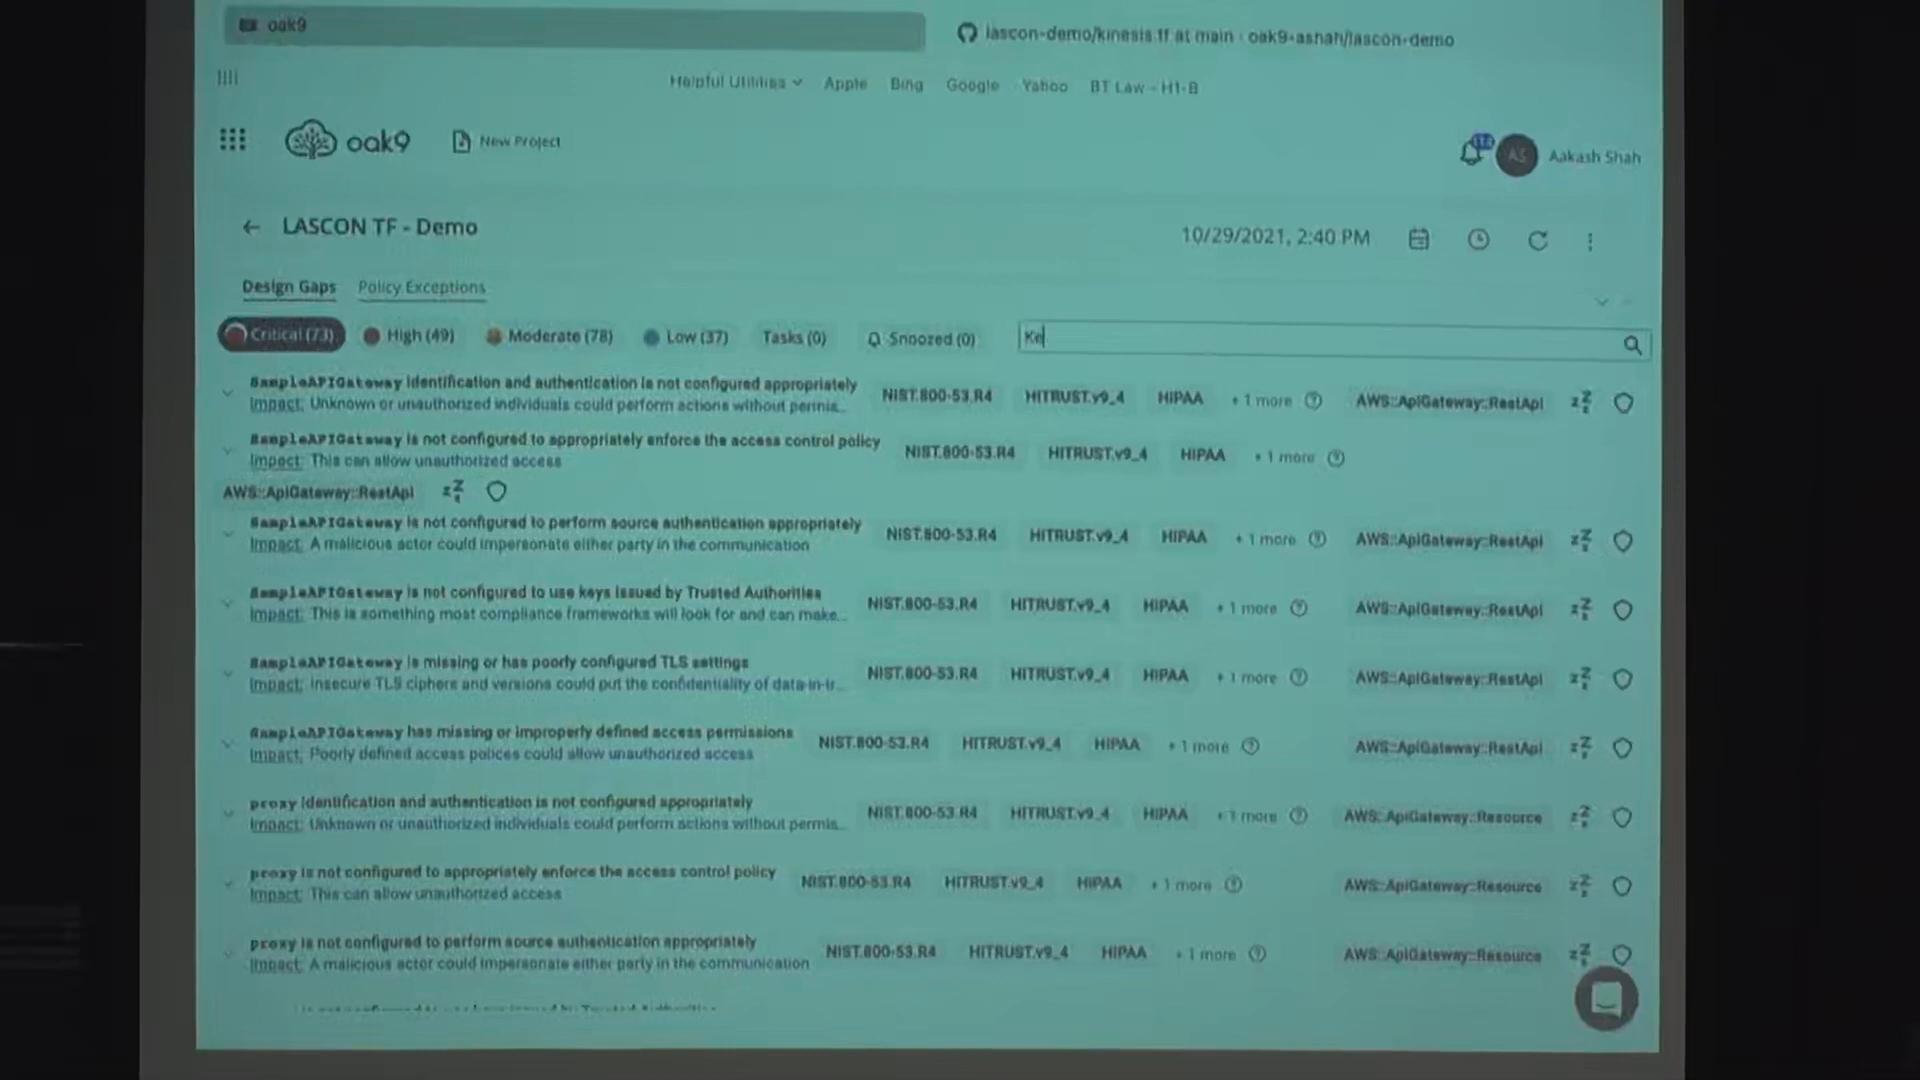 oak9
lascon-demo/kinesis.tf at main · oak9-ashah/lascon-demo
Helpful Utilities Apple Bing Google Yahoo BT Law - H1-B
oak9 New Project
AS Aakash Shah
LASCON TF - Demo
10/29/2021, 2:40 PM
Design Gaps Policy Exceptions
Critical (73) High (49) Moderate (78) Low (37) Tasks (0) Snoozed (0) Ke
SampleAPIGateway identification and authentication is not configured appropriately
Impact: Unknown or unauthorized individuals could perform actions without permis...
NIST.800-53.R4 HITRUST.v9_4 HIPAA + 1 more AWS::ApiGateway::RestApi
SampleAPIGateway is not configured to appropriately enforce the access control policy
Impact: This can allow unauthorized access
NIST.800-53.R4 HITRUST.v9_4 HIPAA + 1 more
AWS::ApiGateway::RestApi
SampleAPIGateway is not configured to perform source authentication appropriately
Impact: A malicious actor could impersonate either party in the communication
NIST.800-53.R4 HITRUST.v9_4 HIPAA + 1 more AWS::ApiGateway::RestApi
SampleAPIGateway is not configured to use keys issued by Trusted Authorities
Impact: This is something most compliance frameworks will look for and can make...
NIST.800-53.R4 HITRUST.v9_4 HIPAA + 1 more AWS::ApiGateway::RestApi
SampleAPIGateway is missing or has poorly configured TLS settings
Impact: Insecure TLS ciphers and versions could put the confidentiality of data-in-tr...
NIST.800-53.R4 HITRUST.v9_4 HIPAA + 1 more AWS::ApiGateway::RestApi
SampleAPIGateway has missing or improperly defined access permissions
Impact: Poorly defined access polices could allow unauthorized access
NIST.800-53.R4 HITRUST.v9_4 HIPAA + 1 more AWS::ApiGateway::RestApi
proxy identification and authentication is not configured appropriately
Impact: Unknown or unauthorized individuals could perform actions without permis...
NIST.800-53.R4 HITRUST.v9_4 HIPAA + 1 more AWS::ApiGateway::Resource
proxy is not configured to appropriately enforce the access control policy
Impact: This can allow unauthorized access
NIST.800-53.R4 HITRUST.v9_4 HIPAA + 1 more AWS::ApiGateway::Resource
proxy is not configured to perform source authentication appropriately
Impact: A malicious actor could impersonate either party in the communication
NIST.800-53.R4 HITRUST.v9_4 HIPAA + 1 more AWS::ApiGateway::Resource